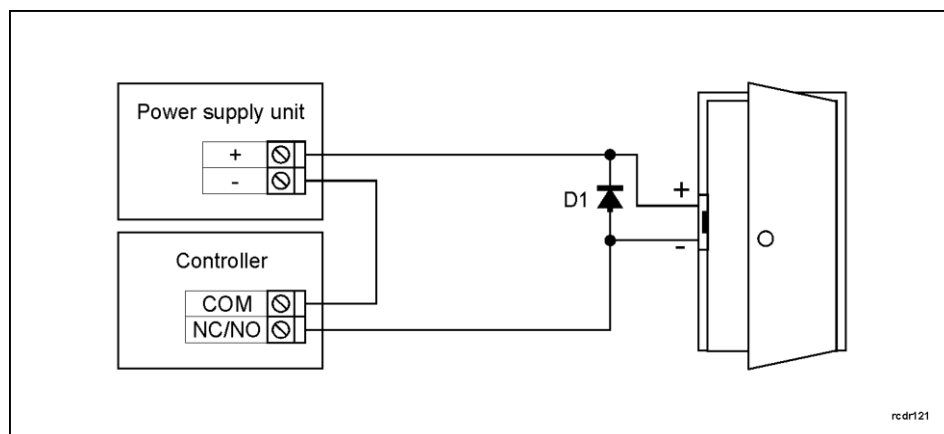 Power supply unit
+
-
Controller
COM
NC/NO
D1
+
-
rcdr121